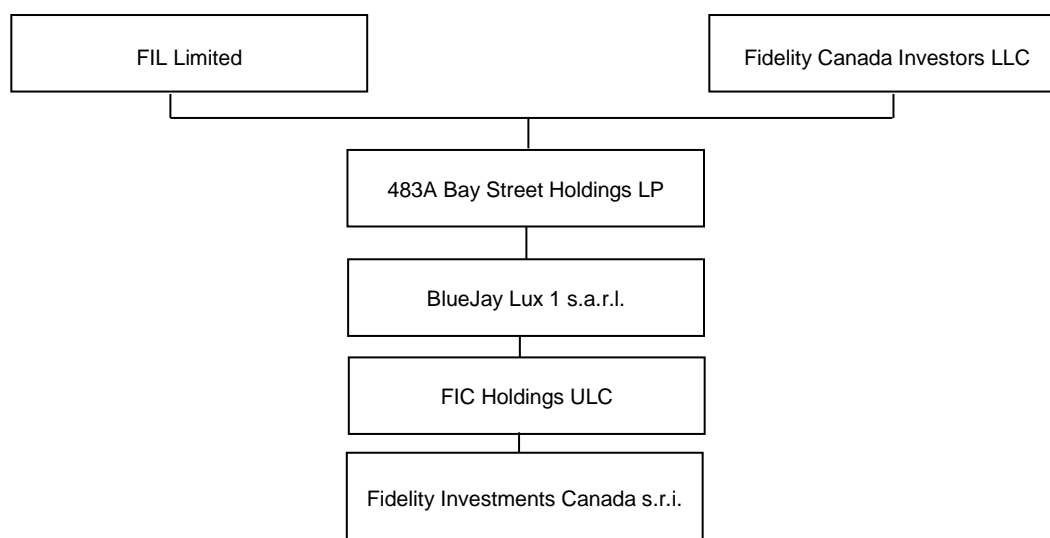 FIL Limited
Fidelity Canada Investors LLC
483A Bay Street Holdings LP
BlueJay Lux 1 s.a.r.l.
FIC Holdings ULC
Fidelity Investments Canada s.r.i.